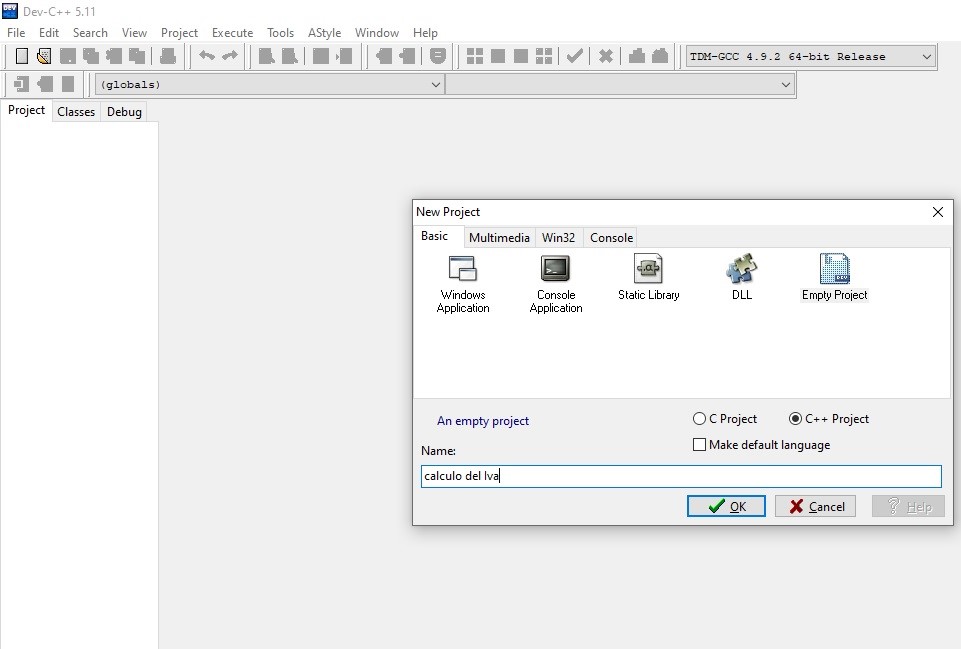 Dev-C++ 5.11
File Edit Search View Project Execute Tools AStyle Window Help
TDM-GCC 4.9.2 64-bit Release
(globals)
Project Classes Debug
New Project
Basic Multimedia Win32 Console
Windows Application
Console Application
Static Library
DLL
Empty Project
An empty project
C Project C++ Project
Make default language
Name:
calculo del Iva
OK Cancel Help